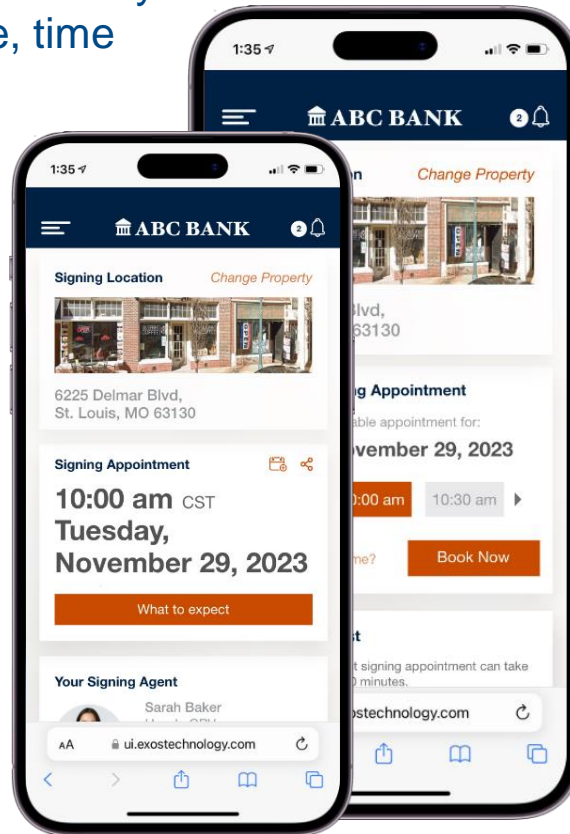 e, time
1:35
ABC BANK
2
Signing Location
Change Property
6225 Delmar Blvd,
St. Louis, MO 63130
Signing Appointment
10:00 am CST
Tuesday,
November 29, 2023
What to expect
Your Signing Agent
Sarah Baker
AA
ui.exostechnology.com
1:35
ABC BANK
2
n
Change Property
Blvd,
63130
g Appointment
able appointment for:
vember 29, 2023
:00 am
10:30 am
me?
Book Now
st
t signing appointment can take
0 minutes.
ostechnology.com